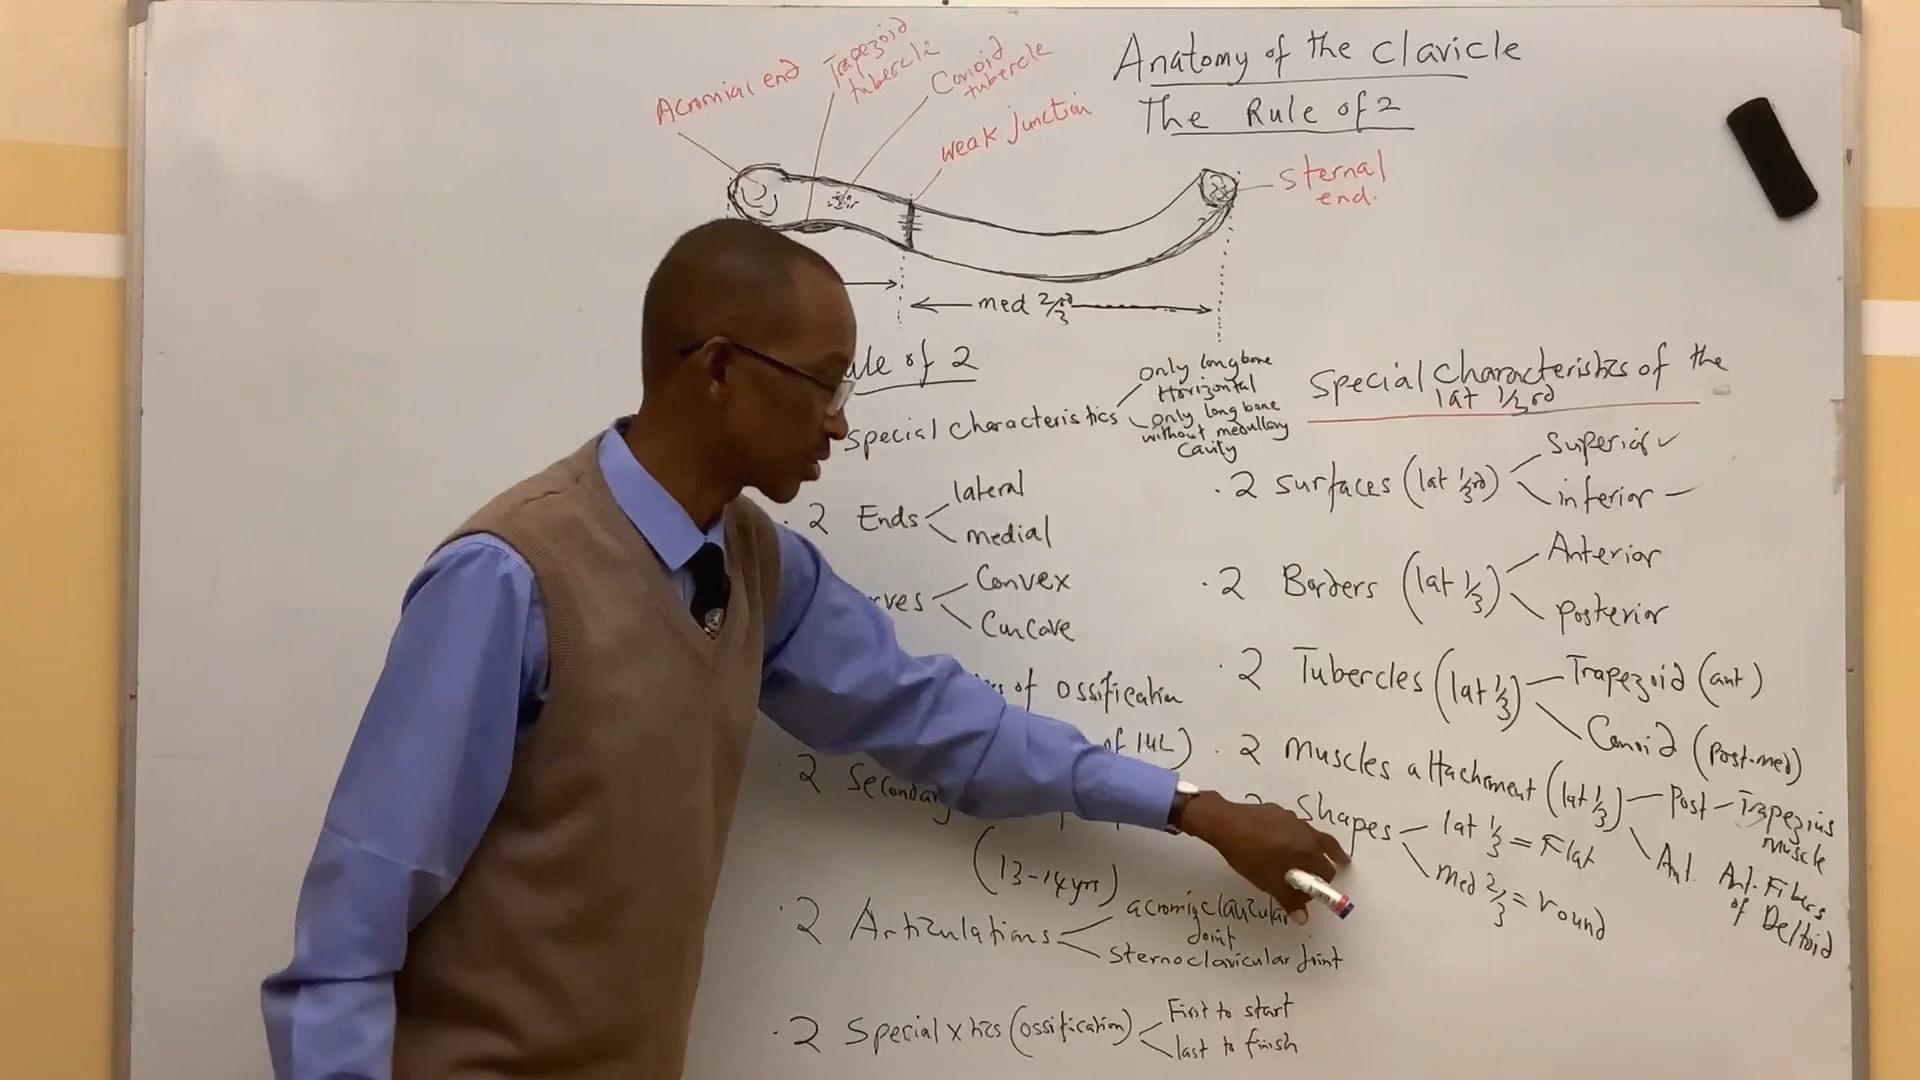 Anatomy of the Clavicle
The Rule of 2
Acromial end
Trapezoid
tubercle
Conoid
tubercle
weak junction
Sternal
end.
med 2/3rd
of 2
Special characteristics
only long bone
Horizontal
only long bone
without medullary
Cavity
· 2 Ends
lateral
medial
Convex
Concave
of Ossification
2 Secondary
(13-14yrs)
· 2 Articulations
Sternoclavicular Joint
· 2 Special xtics (Ossification)
First to start
last to finish
Special Characteristics of the
lat 1/3rd
· 2 Surfaces (lat 1/3rd)
Superior ✓
inferior –
· 2 Borders (lat 1/3)
Anterior
posterior
· 2 Tubercles (lat 1/3)
Trapezoid (ant)
Conoid (Post-med)
· 2 Muscles attachment (lat 1/3)
Post - Trapezius
Muscle
Ant. Ant. Fibers
of Deltoid
Shapes
lat 1/3 = Flat
med 2/3 = round